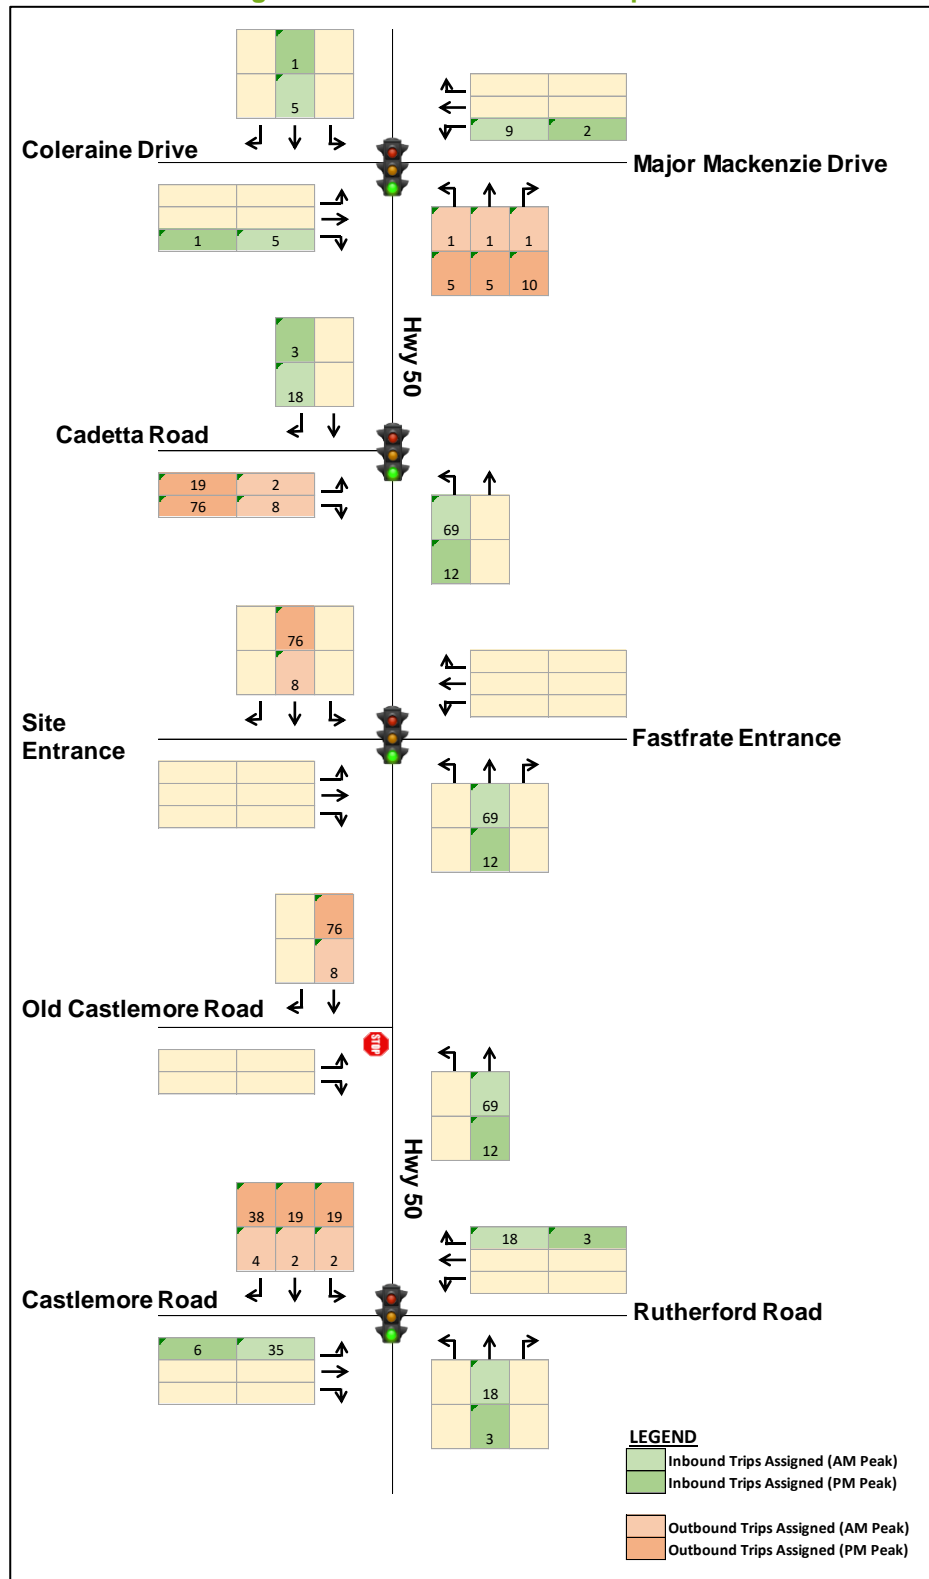 1
5
9 2
Coleraine Drive
Major Mackenzie Drive
1 5
1 1 1
5 5 10
Hwy 50
3
18
Cadetta Road
19 2
76 8
69
12
76
8
Site
Entrance
Fastfrate Entrance
69
12
76
8
Old Castlemore Road
STOP
69
12
Hwy 50
38 19 19
4 2 2
18 3
Castlemore Road
Rutherford Road
6 35
18
3
LEGEND
Inbound Trips Assigned (AM Peak)
Inbound Trips Assigned (PM Peak)
Outbound Trips Assigned (AM Peak)
Outbound Trips Assigned (PM Peak)